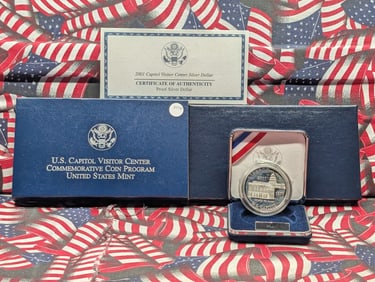 2001 Capitol Visitor Center Silver Dollar
CERTIFICATE OF AUTHENTICITY
Proof Silver Dollar
U.S. CAPITOL VISITOR CENTER
COMMEMORATIVE COIN PROGRAM
UNITED STATES MINT